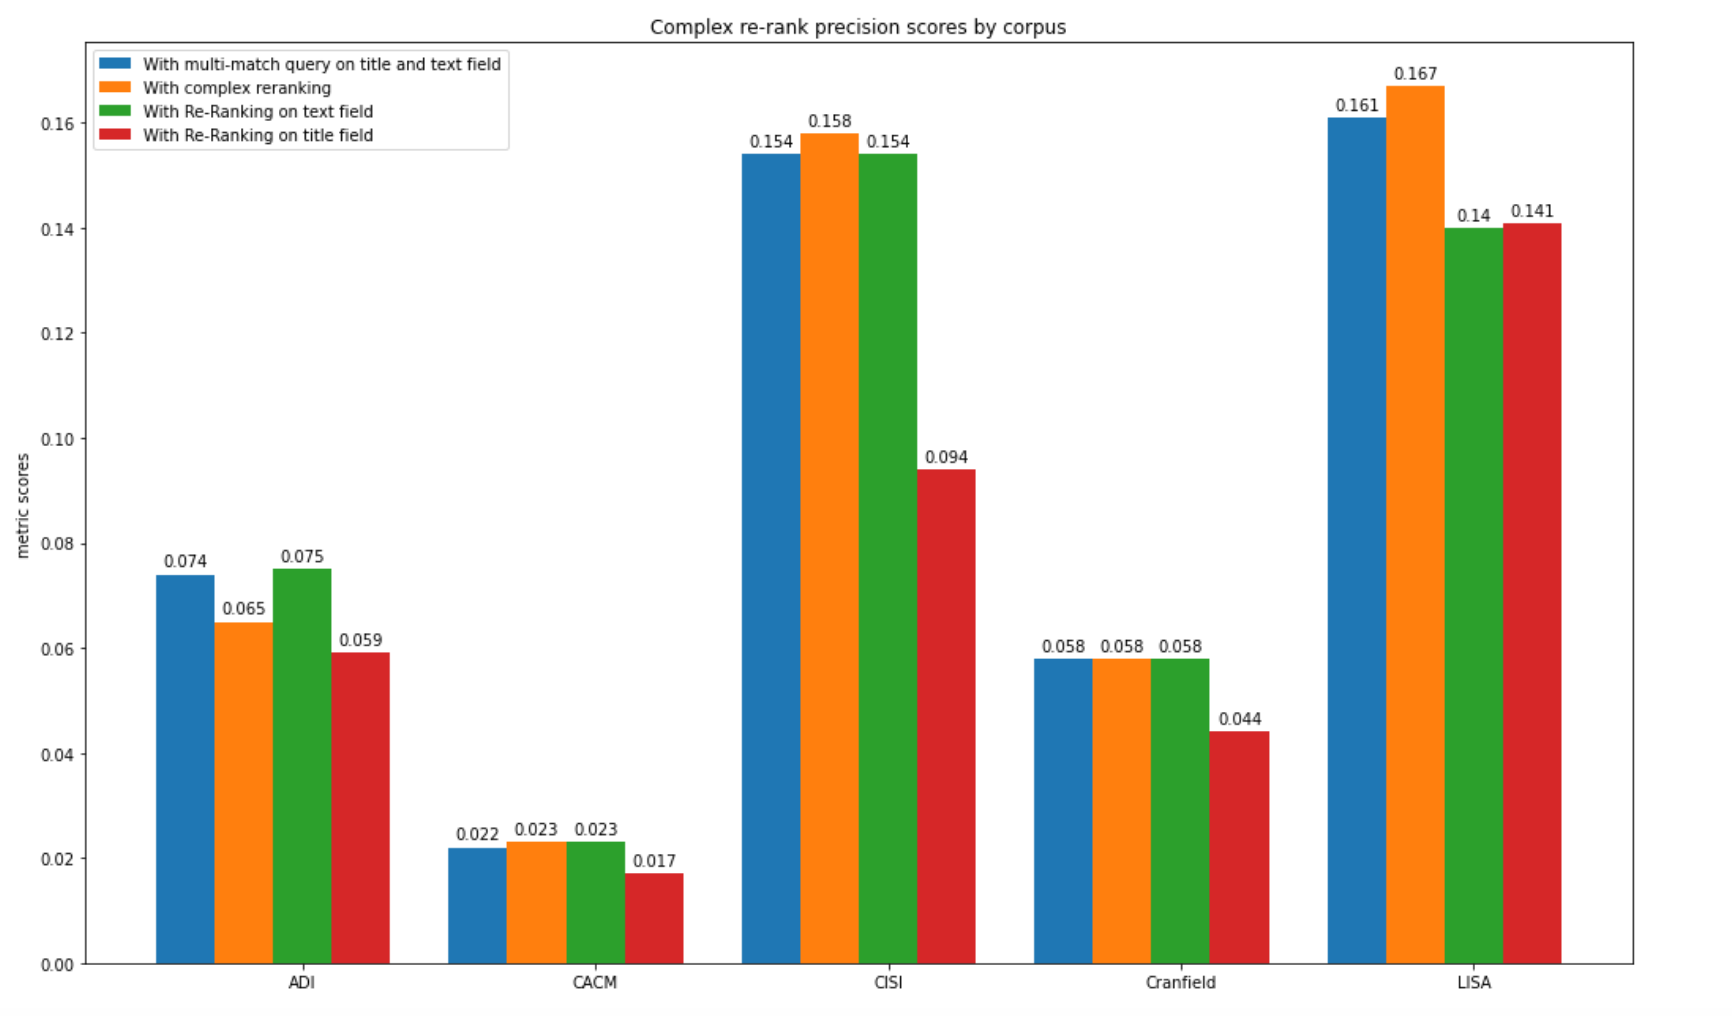 Complex re-rank precision scores by corpus
With multi-match query on title and text field
With complex reranking
With Re-Ranking on text field
With Re-Ranking on title field
metric scores
0.16
0.14
0.12
0.10
0.08
0.06
0.04
0.02
0.00
0.074
0.065
0.075
0.059
0.022
0.023
0.023
0.017
0.154
0.158
0.154
0.094
0.058
0.058
0.058
0.044
0.161
0.167
0.14
0.141
ADI
CACM
CISI
Cranfield
LISA